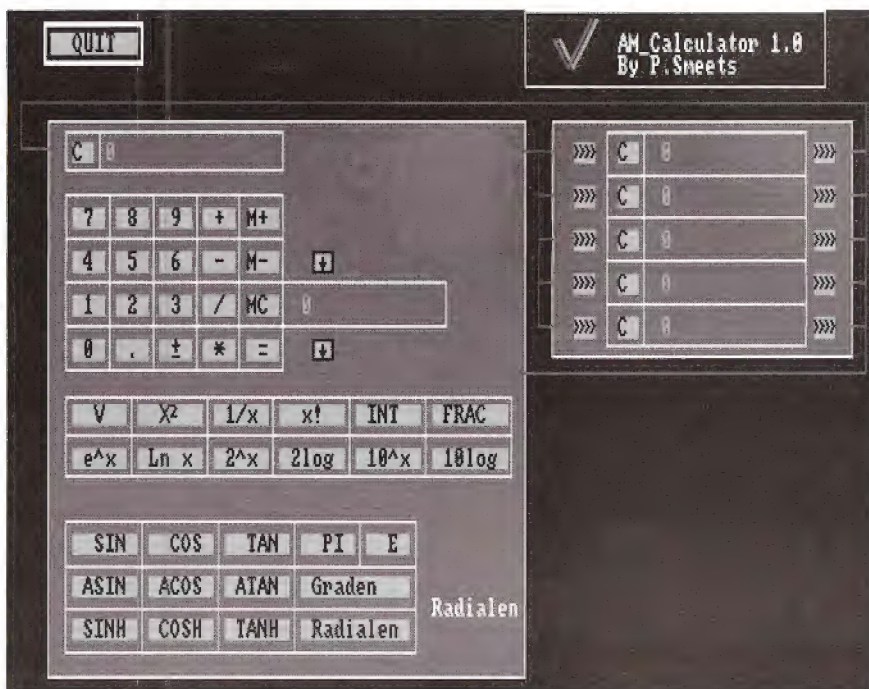 QUIT
AM_Calculator 1.0
By P.Smeets
C 0
7 8 9 + M+
4 5 6 - M-
1 2 3 / MC 0
0 . ± * =
V X² 1/x x! INT FRAC
e^x Ln x 2^x 2log 10^x 10log
SIN COS TAN PI E
ASIN ACOS ATAN Graden
SINH COSH TANH Radialen
Radialen
»»» C 0 »»»
»»» C 0 »»»
»»» C 0 »»»
»»» C 0 »»»
»»» C 0 »»»